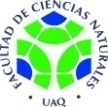 FACULTAD DE CIENCIAS NATURALES
· UAQ ·